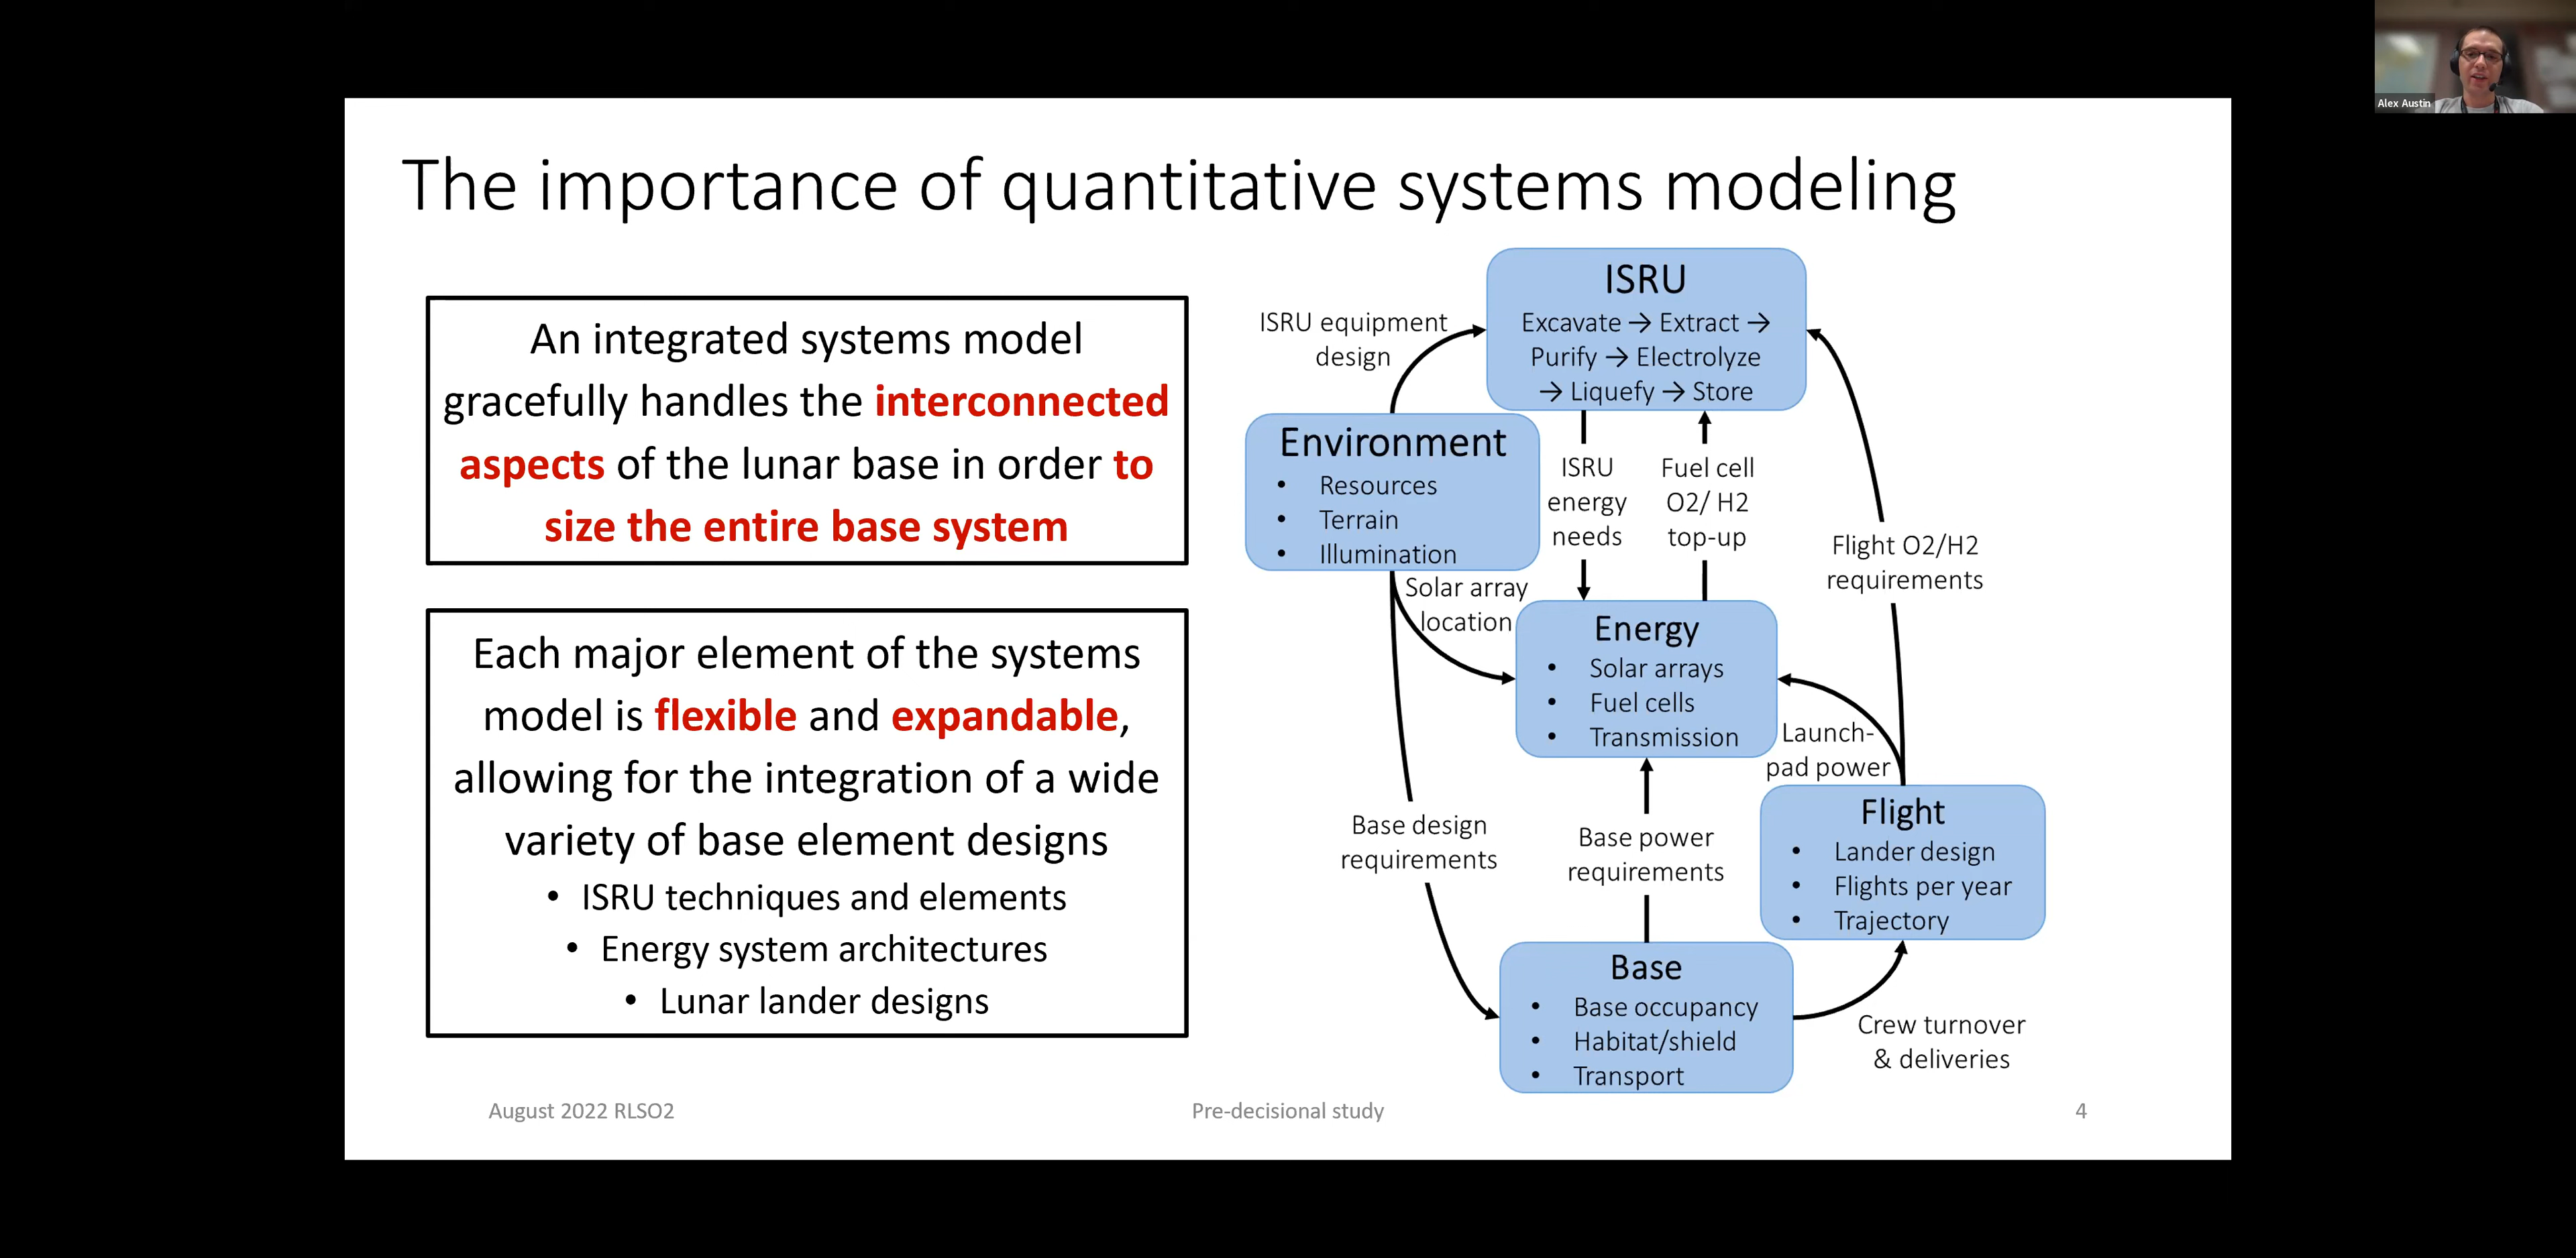 Alex Austin
The importance of quantitative systems modeling
An integrated systems model
gracefully handles the interconnected
aspects of the lunar base in order to
size the entire base system
Each major element of the systems
model is flexible and expandable,
allowing for the integration of a wide
variety of base element designs
• ISRU techniques and elements
• Energy system architectures
• Lunar lander designs
ISRU
Excavate → Extract →
Purify → Electrolyze
→ Liquefy → Store
ISRU equipment
design
Environment
• Resources
• Terrain
• Illumination
ISRU
energy
needs
Fuel cell
O2/ H2
top-up
Flight O2/H2
requirements
Solar array
location
Energy
• Solar arrays
• Fuel cells
• Transmission
Launch-
pad power
Flight
• Lander design
• Flights per year
• Trajectory
Base design
requirements
Base power
requirements
Base
• Base occupancy
• Habitat/shield
• Transport
Crew turnover
& deliveries
August 2022 RLSO2
Pre-decisional study
4